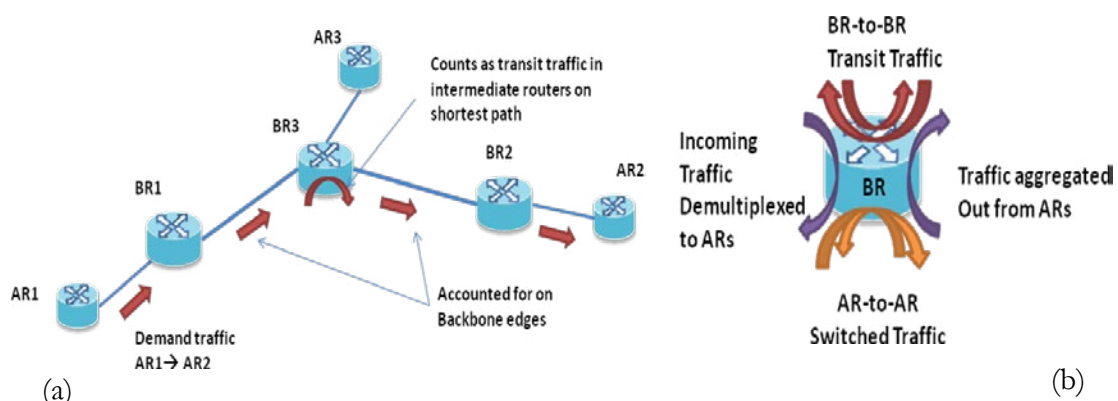 AR3
Counts as transit traffic in
intermediate routers on
shortest path
BR3
BR2
AR2
BR1
AR1
Accounted for on
Backbone edges
Demand traffic
AR1→ AR2
(a)
BR-to-BR
Transit Traffic
Incoming
Traffic
Demultiplexed
to ARs
BR
Traffic aggregated
Out from ARs
AR-to-AR
Switched Traffic
(b)